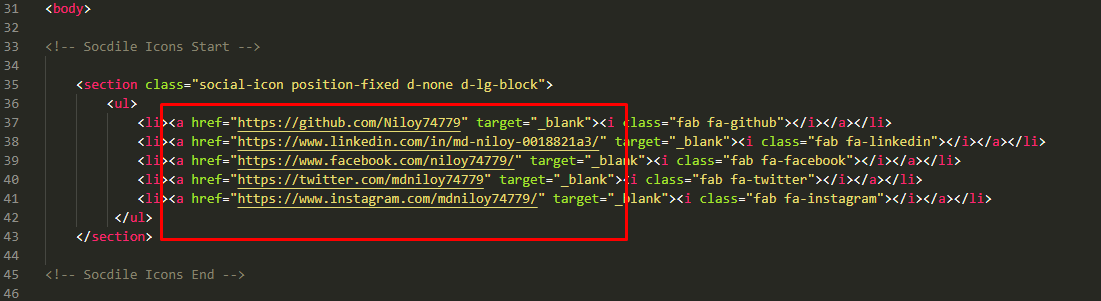 31 <body>
32
33 <!-- Socdile Icons Start -->
34
35 <section class="social-icon position-fixed d-none d-lg-block">
36 <ul>
37 <li><a href="https://github.com/Niloy74779" target="_blank"><i class="fab fa-github"></i></a></li>
38 <li><a href="https://www.linkedin.com/in/md-niloy-0018821a3/" target="_blank"><i class="fab fa-linkedin"></i></a></li>
39 <li><a href="https://www.facebook.com/niloy74779/" target="_blank"><i class="fab fa-facebook"></i></a></li>
40 <li><a href="https://twitter.com/mdniloy74779" target="_blank"><i class="fab fa-twitter"></i></a></li>
41 <li><a href="https://www.instagram.com/mdniloy74779/" target="_blank"><i class="fab fa-instagram"></i></a></li>
42 </ul>
43 </section>
44
45 <!-- Socdile Icons End -->
46